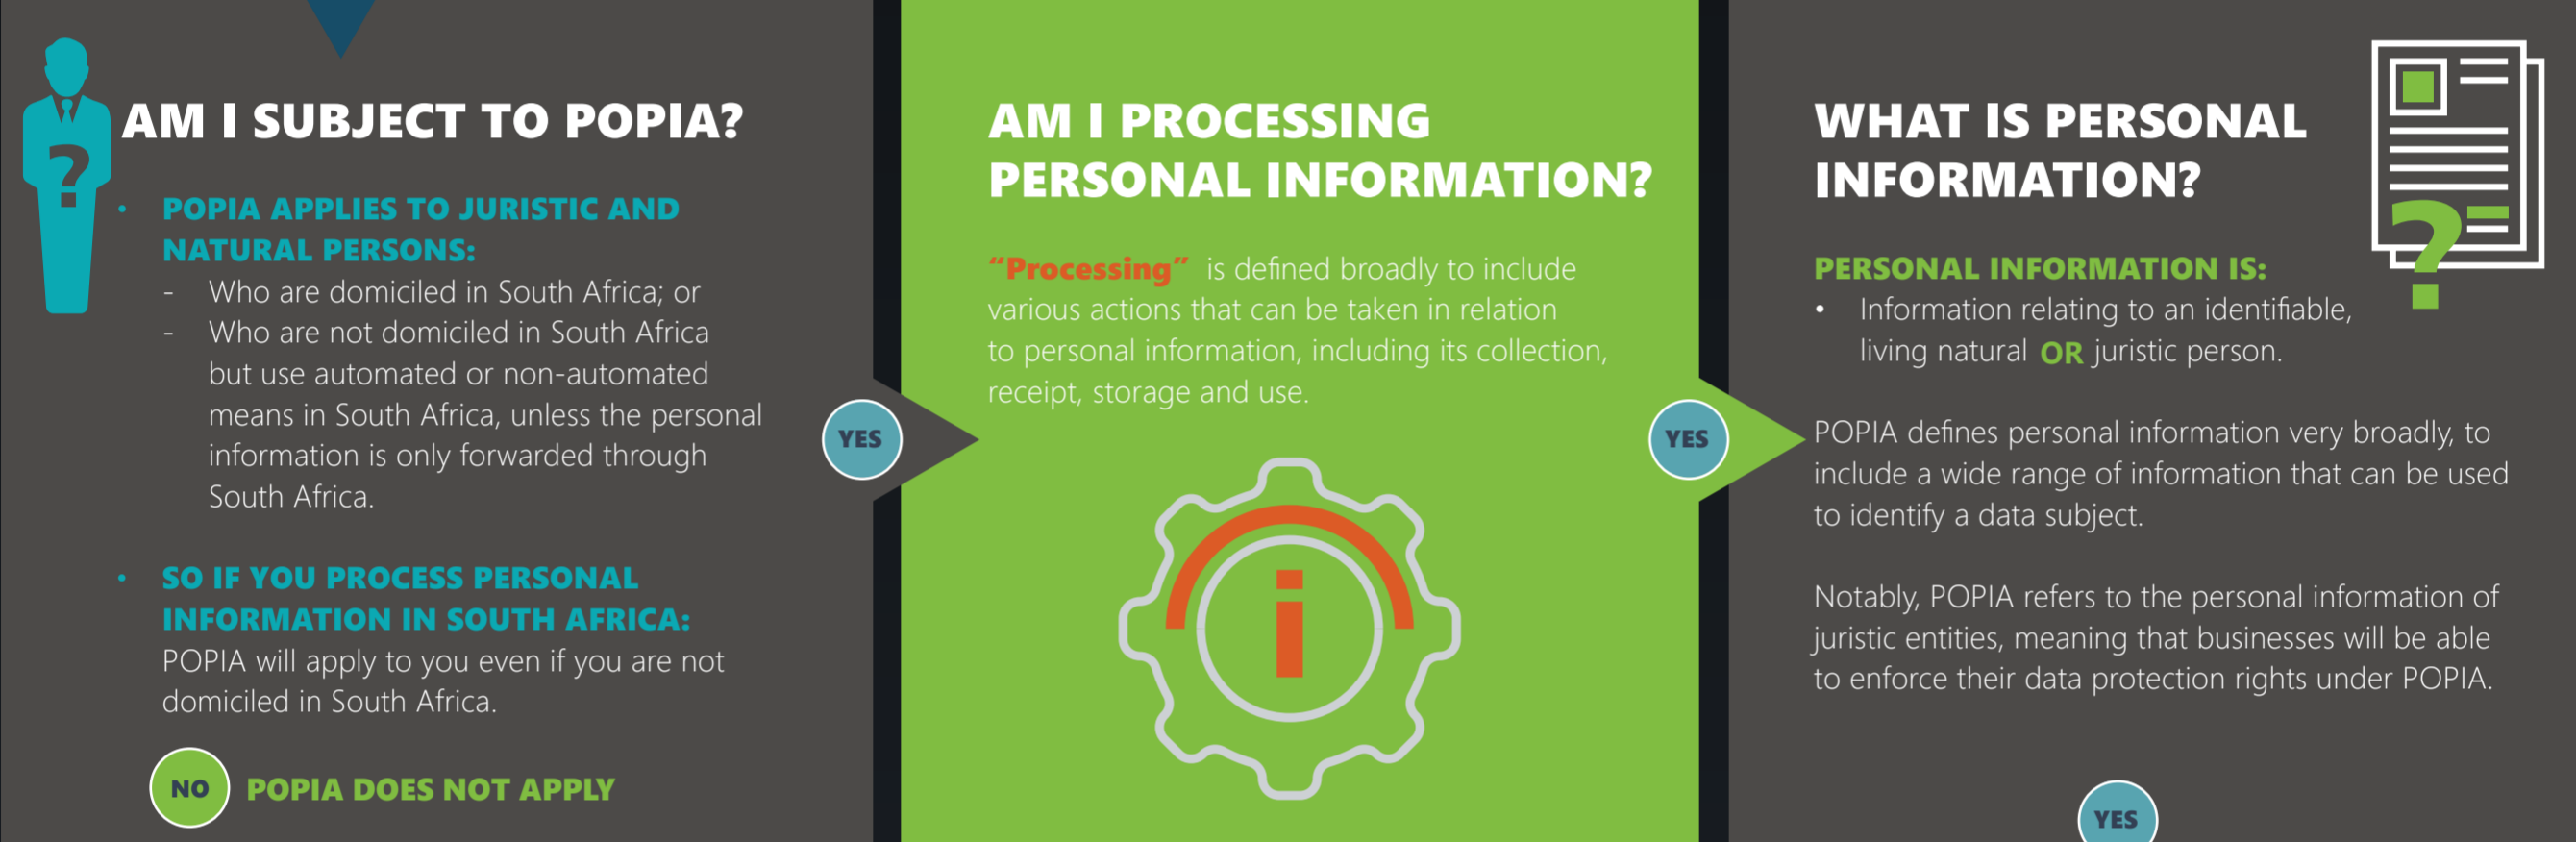 ?
AM I SUBJECT TO POPIA?
• POPIA APPLIES TO JURISTIC AND
NATURAL PERSONS:
- Who are domiciled in South Africa; or
- Who are not domiciled in South Africa
but use automated or non-automated
means in South Africa, unless the personal
information is only forwarded through
South Africa.
• SO IF YOU PROCESS PERSONAL
INFORMATION IN SOUTH AFRICA:
POPIA will apply to you even if you are not
domiciled in South Africa.
NO POPIA DOES NOT APPLY
YES
AM I PROCESSING
PERSONAL INFORMATION?
“Processing” is defined broadly to include
various actions that can be taken in relation
to personal information, including its collection,
receipt, storage and use.
i
YES
WHAT IS PERSONAL
INFORMATION?
?
PERSONAL INFORMATION IS:
• Information relating to an identifiable,
living natural OR juristic person.
POPIA defines personal information very broadly, to
include a wide range of information that can be used
to identify a data subject.
Notably, POPIA refers to the personal information of
juristic entities, meaning that businesses will be able
to enforce their data protection rights under POPIA.
YES